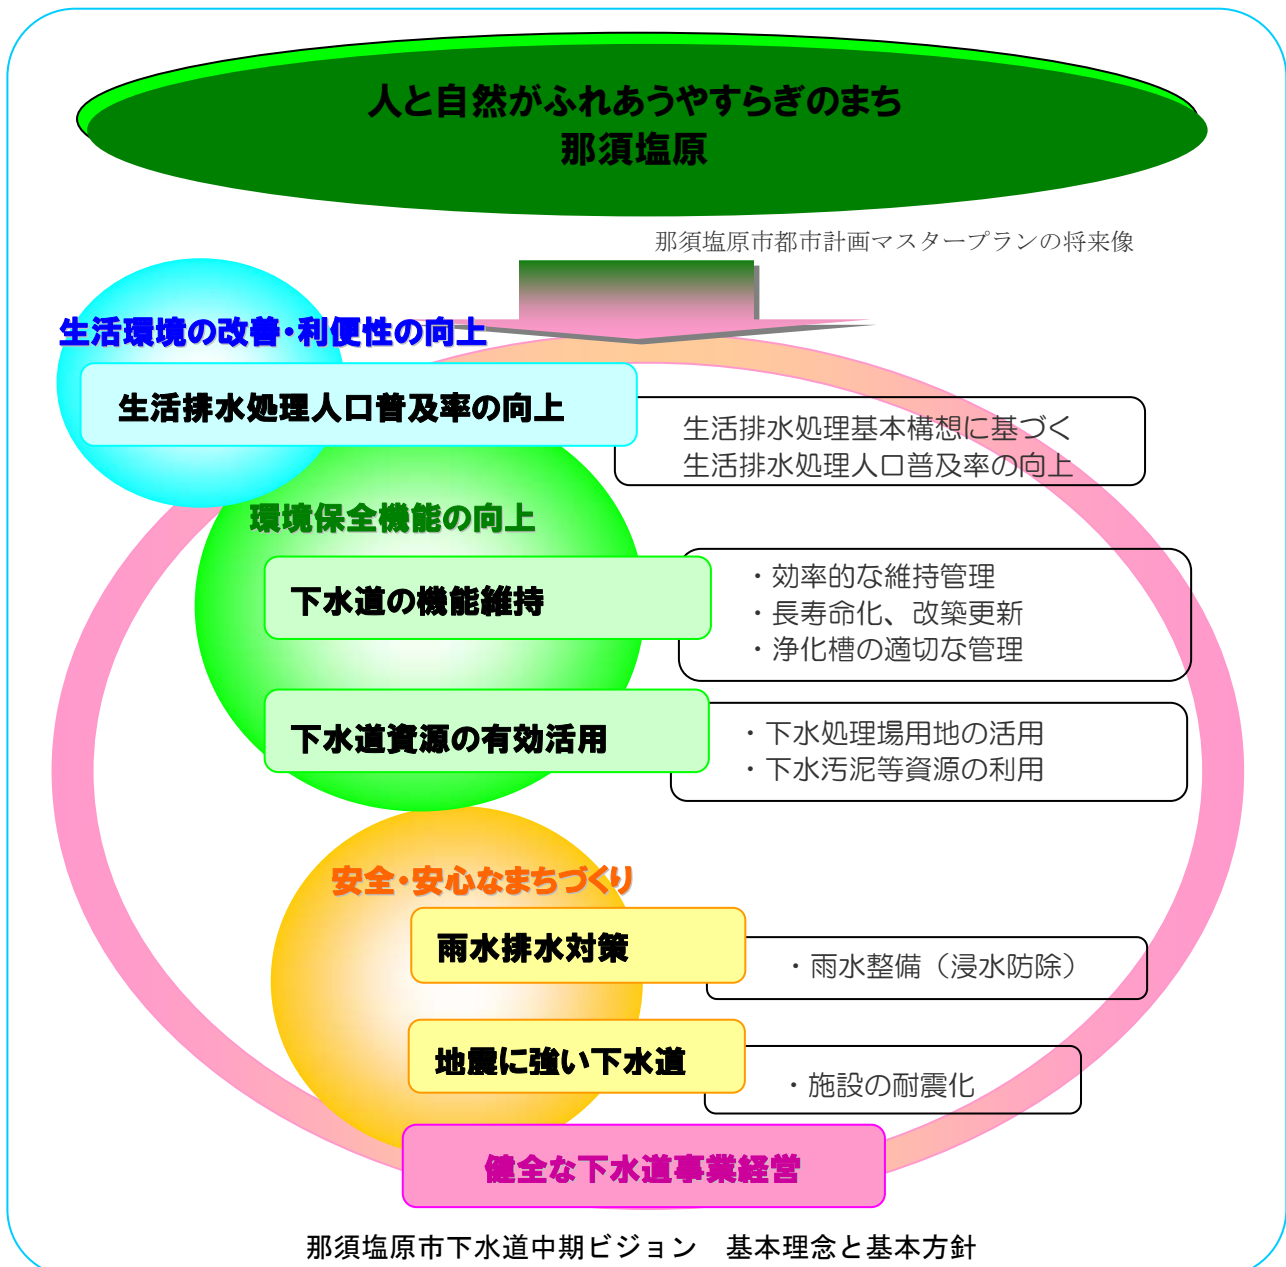 人と自然がふれあうやすらぎのまち
那須塩原
那須塩原市都市計画マスタープランの将来像
生活環境の改善・利便性の向上
生活排水処理人口普及率の向上
生活排水処理基本構想に基づく
生活排水処理人口普及率の向上
環境保全機能の向上
下水道の機能維持
・効率的な維持管理
・長寿命化、改築更新
・浄化槽の適切な管理
下水道資源の有効活用
・下水処理場用地の活用
・下水汚泥等資源の利用
安全・安心なまちづくり
雨水排水対策
・雨水整備（浸水防除）
地震に強い下水道
・施設の耐震化
健全な下水道事業経営
那須塩原市下水道中期ビジョン　基本理念と基本方針